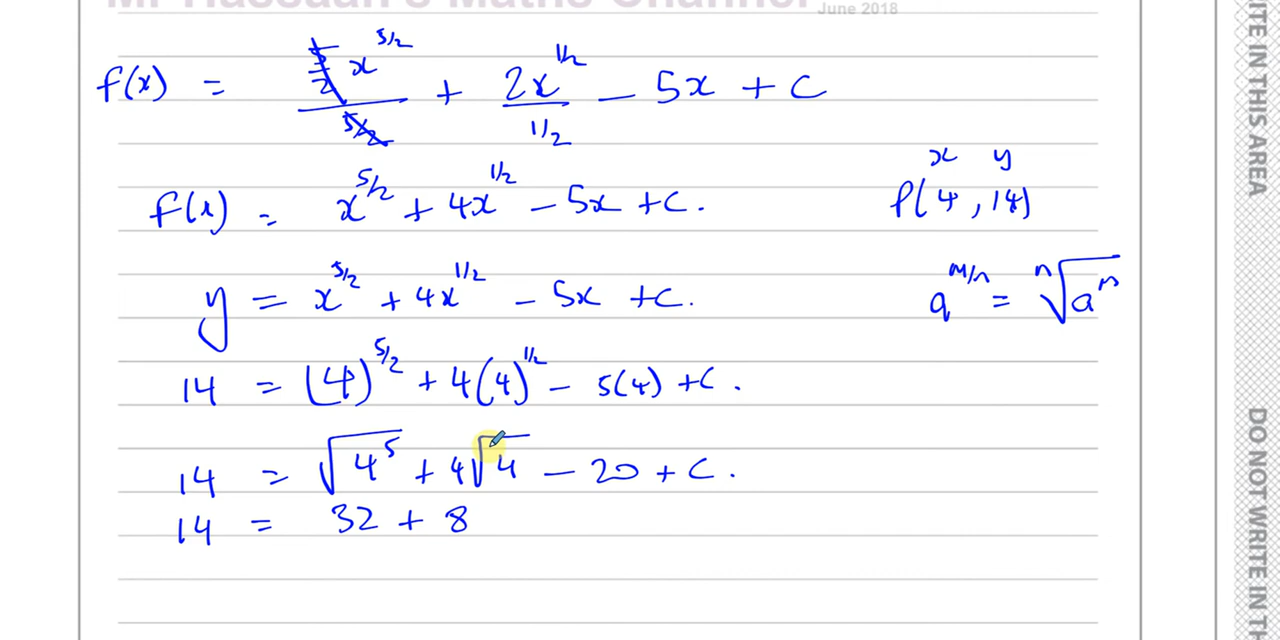 Mr Hassaan's Maths Channel
June 2018
f(x) = 5/2 x^5/2 / 5/2 + 2x^1/2 / 1/2 - 5x + C
f(x) = x^5/2 + 4x^1/2 - 5x + C.
x y
P(4, 14)
y = x^5/2 + 4x^1/2 - 5x + C.
a^m/n = n√a^m
14 = (4)^5/2 + 4(4)^1/2 - 5(4) + C.
14 = √4^5 + 4√4 - 20 + C.
14 = 32 + 8
ITE IN THIS AREA
DO NOT WRITE IN TH